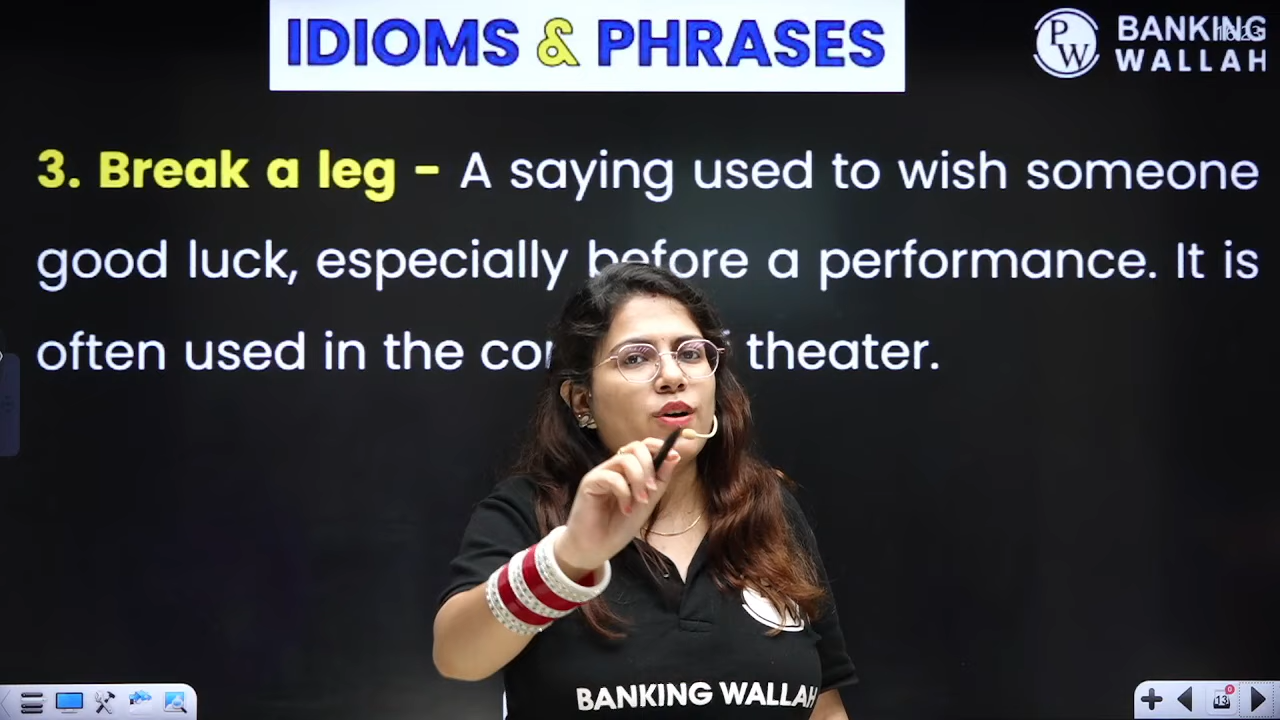 IDIOMS & PHRASES
PW
BANKING
WALLAH
3. Break a leg - A saying used to wish someone
good luck, especially before a performance. It is
often used in the theater.
BANKING WALLAH
13